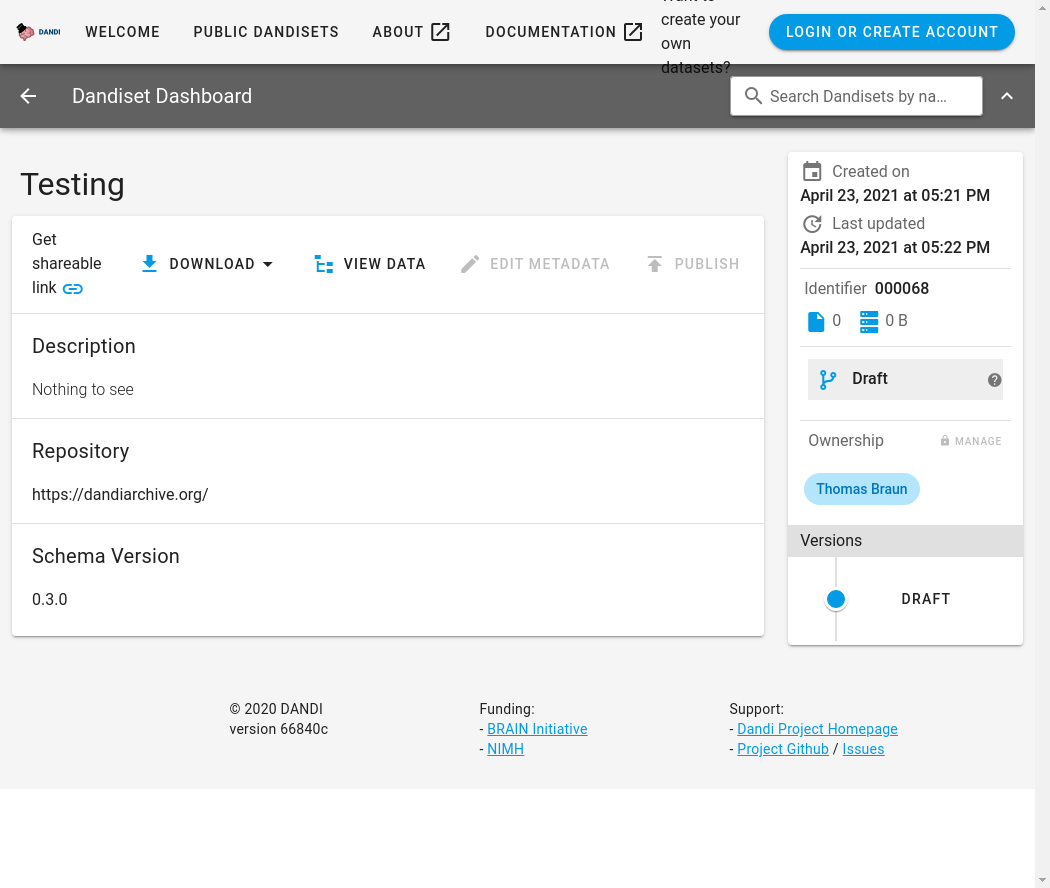 DANDI
WELCOME
PUBLIC DANDISETS
ABOUT
DOCUMENTATION
create your
own
datasets?
LOGIN OR CREATE ACCOUNT
Dandiset Dashboard
Search Dandisets by na…
Testing
Get
shareable
link
DOWNLOAD
VIEW DATA
EDIT METADATA
PUBLISH
Description
Nothing to see
Repository
https://dandiarchive.org/
Schema Version
0.3.0
Created on
April 23, 2021 at 05:21 PM
Last updated
April 23, 2021 at 05:22 PM
Identifier 000068
0
0 B
Draft
Ownership
MANAGE
Thomas Braun
Versions
DRAFT
© 2020 DANDI
version 66840c
Funding:
- BRAIN Initiative
- NIMH
Support:
- Dandi Project Homepage
- Project Github / Issues